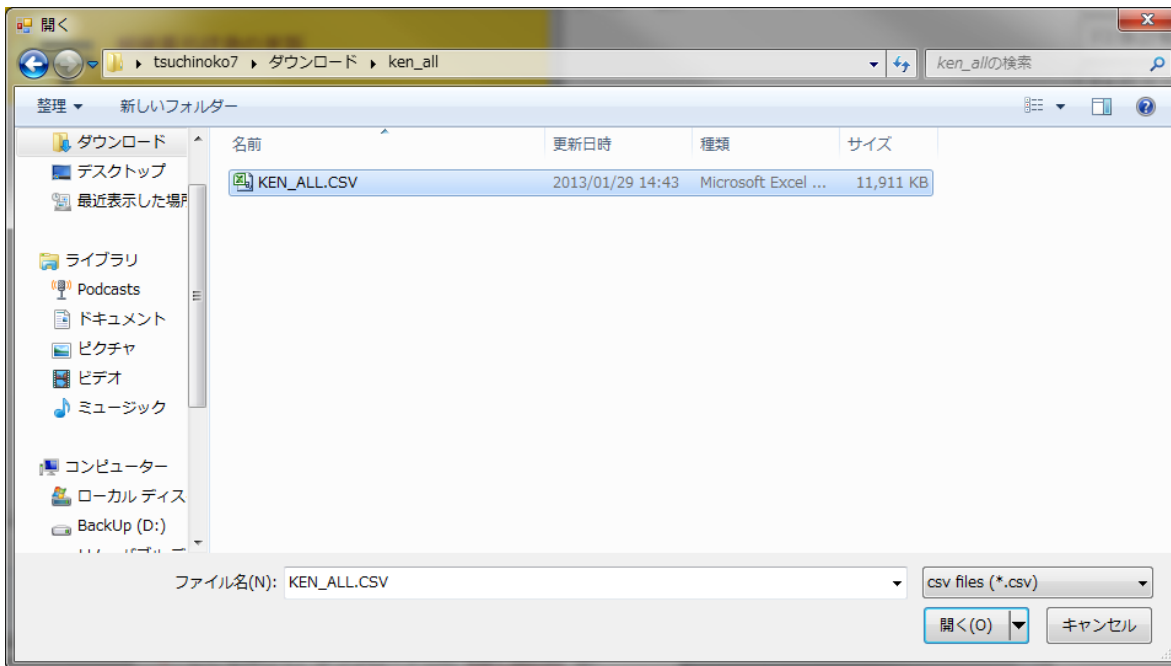 開く
tsuchinoko7 ダウンロード ken_all
ken_allの検索
整理 新しいフォルダー
ダウンロード
デスクトップ
最近表示した場所
ライブラリ
Podcasts
ドキュメント
ピクチャ
ビデオ
ミュージック
コンピューター
ローカル ディス
BackUp (D:)
名前 更新日時 種類 サイズ
KEN_ALL.CSV 2013/01/29 14:43 Microsoft Excel ... 11,911 KB
ファイル名(N): KEN_ALL.CSV csv files (*.csv)
開く(O) キャンセル